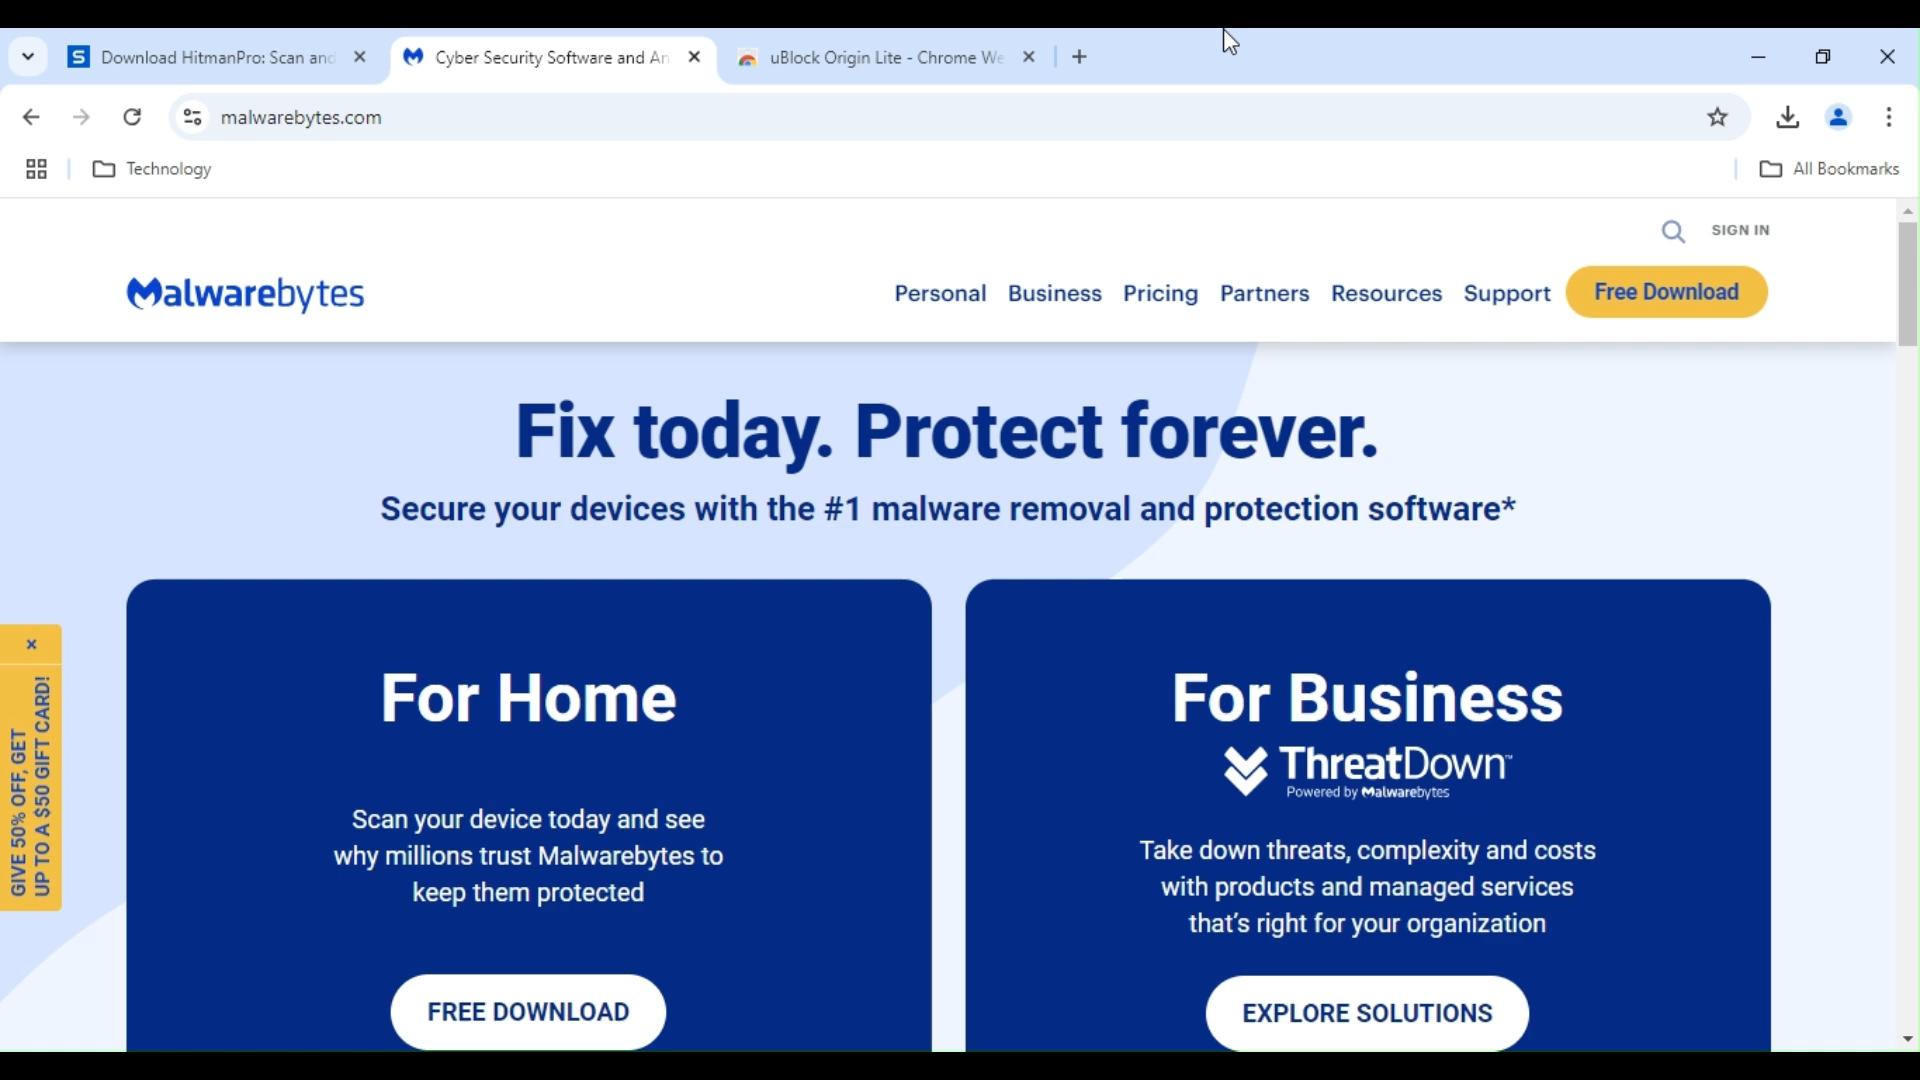 Download HitmanPro: Scan and
Cyber Security Software and An
uBlock Origin Lite - Chrome We
malwarebytes.com
Technology
All Bookmarks
SIGN IN
Malwarebytes
Personal
Business
Pricing
Partners
Resources
Support
Free Download
Fix today. Protect forever.
Secure your devices with the #1 malware removal and protection software*
GIVE 50% OFF, GET
UP TO A $50 GIFT CARD!
For Home
Scan your device today and see
why millions trust Malwarebytes to
keep them protected
FREE DOWNLOAD
For Business
ThreatDown™
Powered by Malwarebytes
Take down threats, complexity and costs
with products and managed services
that's right for your organization
EXPLORE SOLUTIONS